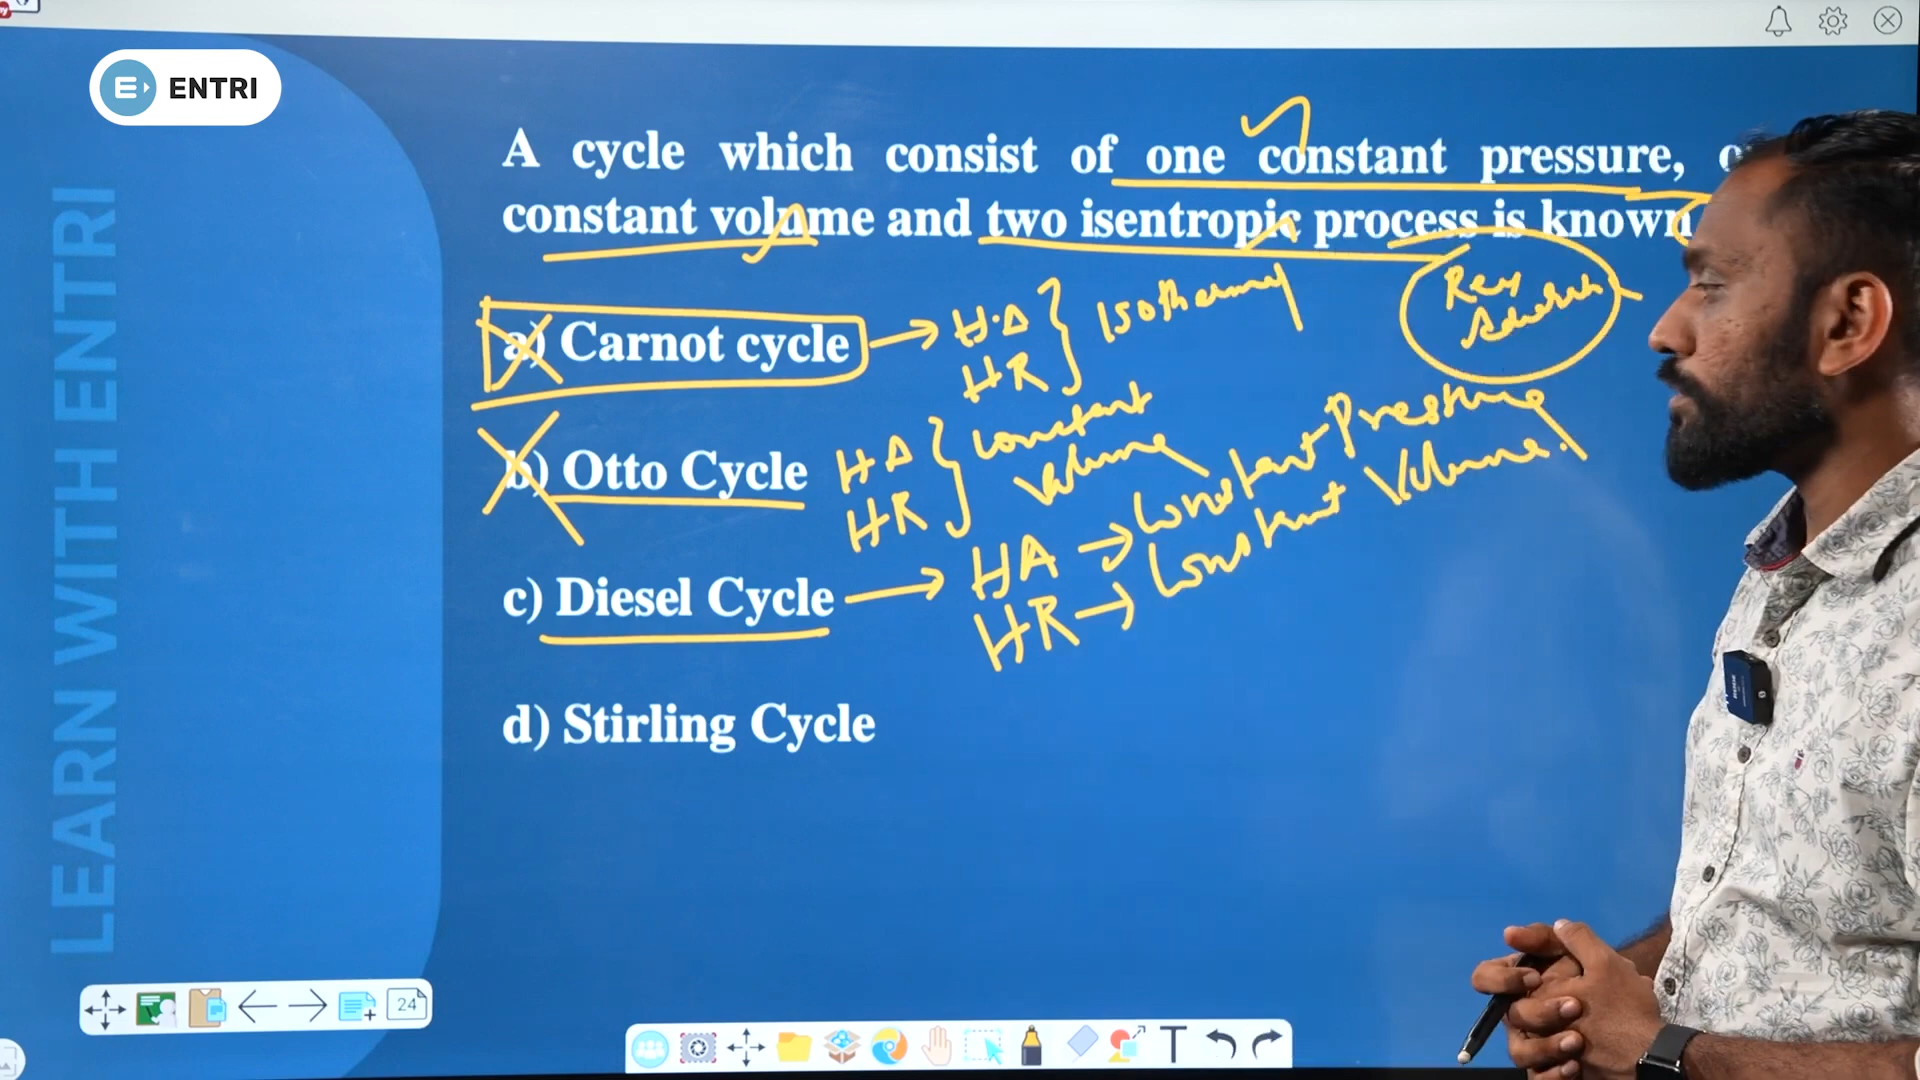 ENTRI
LEARN WITH ENTRI
A cycle which consist of one constant pressure,
constant volume and two isentropic process is known
Rev
a) Carnot cycle
H.A
HR
Isothermal
b) Otto Cycle
HA
HR
Constant
Volume
c) Diesel Cycle
HA → Constant Pressure
HR → Constant Volume.
d) Stirling Cycle
24
T